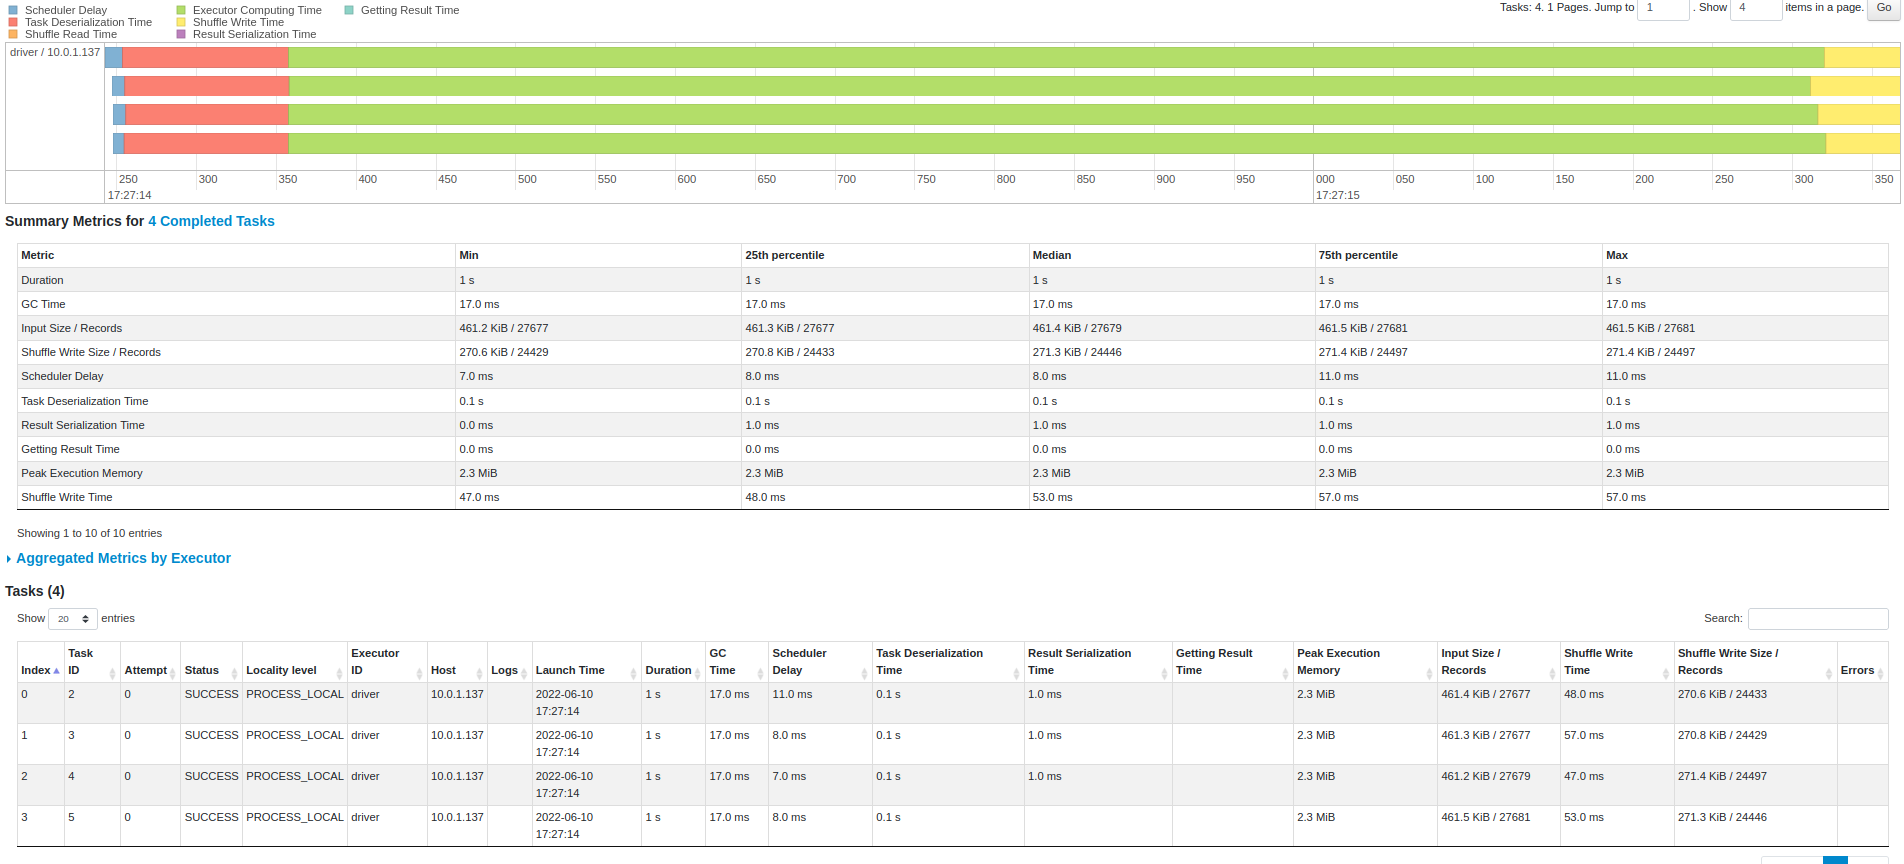 Scheduler Delay Executor Computing Time Getting Result Time
Task Deserialization Time Shuffle Write Time
Shuffle Read Time Result Serialization Time
Tasks: 4. 1 Pages. Jump to 1 . Show 4 items in a page. Go
driver / 10.0.1.137
250 300 350 400 450 500 550 600 650 700 750 800 850 900 950 000 050 100 150 200 250 300 350
17:27:14 17:27:15
Summary Metrics for 4 Completed Tasks
Metric Min 25th percentile Median 75th percentile Max
Duration 1 s 1 s 1 s 1 s 1 s
GC Time 17.0 ms 17.0 ms 17.0 ms 17.0 ms 17.0 ms
Input Size / Records 461.2 KiB / 27677 461.3 KiB / 27677 461.4 KiB / 27679 461.5 KiB / 27681 461.5 KiB / 27681
Shuffle Write Size / Records 270.6 KiB / 24429 270.8 KiB / 24433 271.3 KiB / 24446 271.4 KiB / 24497 271.4 KiB / 24497
Scheduler Delay 7.0 ms 8.0 ms 8.0 ms 11.0 ms 11.0 ms
Task Deserialization Time 0.1 s 0.1 s 0.1 s 0.1 s 0.1 s
Result Serialization Time 0.0 ms 1.0 ms 1.0 ms 1.0 ms 1.0 ms
Getting Result Time 0.0 ms 0.0 ms 0.0 ms 0.0 ms 0.0 ms
Peak Execution Memory 2.3 MiB 2.3 MiB 2.3 MiB 2.3 MiB 2.3 MiB
Shuffle Write Time 47.0 ms 48.0 ms 53.0 ms 57.0 ms 57.0 ms
Showing 1 to 10 of 10 entries
Aggregated Metrics by Executor
Tasks (4)
Show 20 entries Search:
Task Executor GC Scheduler Task Deserialization Result Serialization Getting Result Peak Execution Input Size / Shuffle Write Shuffle Write Size /
Index ID Attempt Status Locality level ID Host Logs Launch Time Duration Time Delay Time Time Time Memory Records Time Records Errors
0 2 0 SUCCESS PROCESS_LOCAL driver 10.0.1.137 2022-06-10 1 s 17.0 ms 11.0 ms 0.1 s 1.0 ms 2.3 MiB 461.4 KiB / 27677 48.0 ms 270.6 KiB / 24433
17:27:14
1 3 0 SUCCESS PROCESS_LOCAL driver 10.0.1.137 2022-06-10 1 s 17.0 ms 8.0 ms 0.1 s 1.0 ms 2.3 MiB 461.3 KiB / 27677 57.0 ms 270.8 KiB / 24429
17:27:14
2 4 0 SUCCESS PROCESS_LOCAL driver 10.0.1.137 2022-06-10 1 s 17.0 ms 7.0 ms 0.1 s 1.0 ms 2.3 MiB 461.2 KiB / 27679 47.0 ms 271.4 KiB / 24497
17:27:14
3 5 0 SUCCESS PROCESS_LOCAL driver 10.0.1.137 2022-06-10 1 s 17.0 ms 8.0 ms 0.1 s 2.3 MiB 461.5 KiB / 27681 53.0 ms 271.3 KiB / 24446
17:27:14